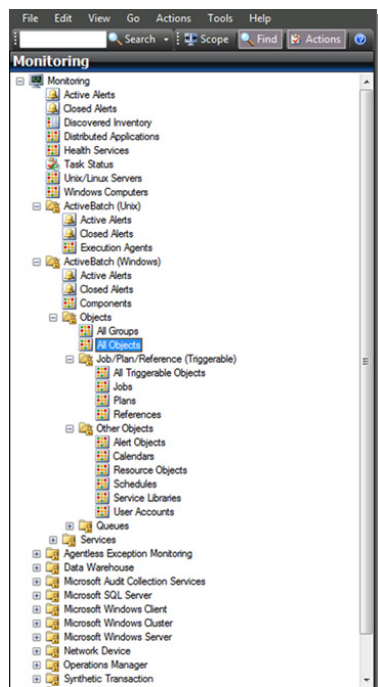 File Edit View Go Actions Tools Help
Search Scope Find Actions
Monitoring
Monitoring
Active Alerts
Closed Alerts
Discovered Inventory
Distributed Applications
Health Services
Task Status
Unix/Linux Servers
Windows Computers
ActiveBatch (Unix)
Active Alerts
Closed Alerts
Execution Agents
ActiveBatch (Windows)
Active Alerts
Closed Alerts
Components
Objects
All Groups
All Objects
Job/Plan/Reference (Triggerable)
All Triggerable Objects
Jobs
Plans
References
Other Objects
Alert Objects
Calendars
Resource Objects
Schedules
Service Libraries
User Accounts
Queues
Services
Agentless Exception Monitoring
Data Warehouse
Microsoft Audit Collection Services
Microsoft SQL Server
Microsoft Windows Client
Microsoft Windows Cluster
Microsoft Windows Server
Network Device
Operations Manager
Synthetic Transaction